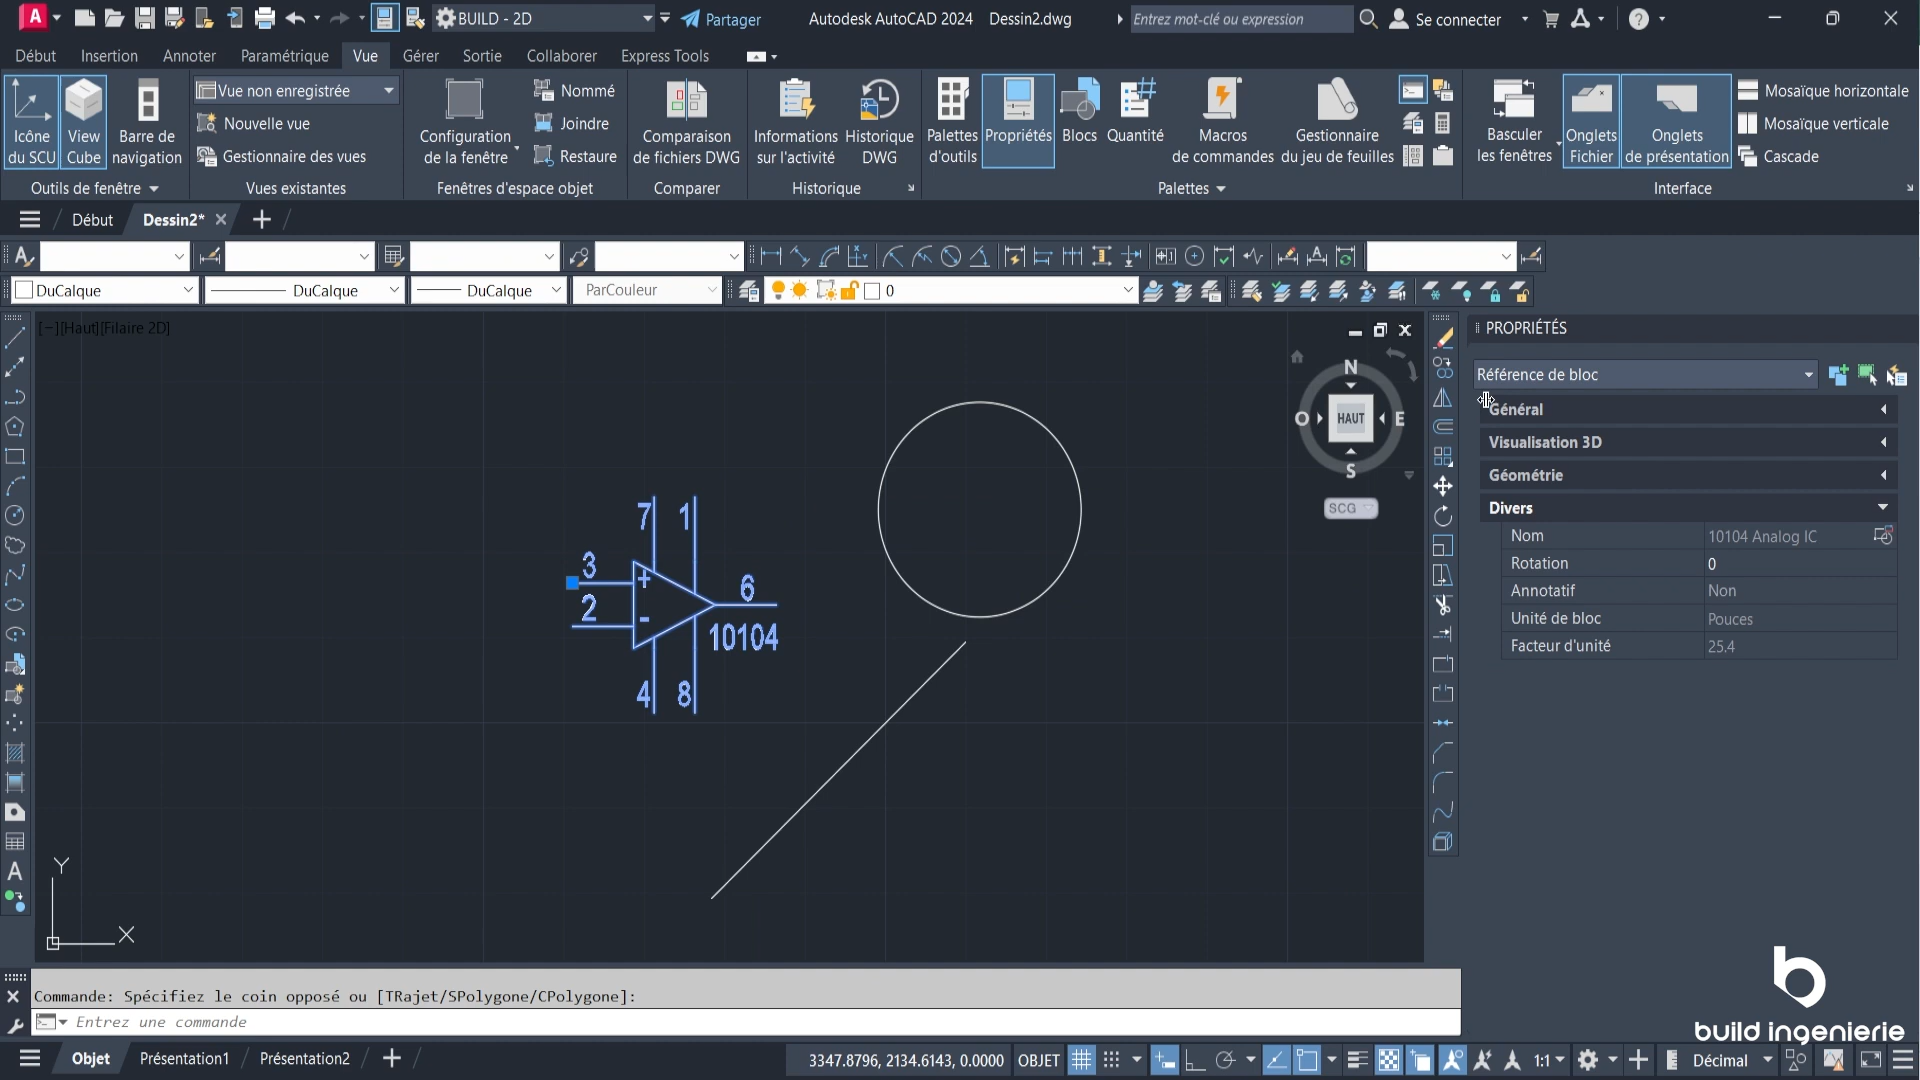 BUILD - 2D
Partager
Autodesk AutoCAD 2024 Dessin2.dwg
Entrez mot-clé ou expression
Se connecter
Début Insertion Annoter Paramétrique Vue Gérer Sortie Collaborer Express Tools
Icône du SCU
View Cube
Barre de navigation
Vue non enregistrée
Nouvelle vue
Gestionnaire des vues
Configuration de la fenêtre
Nommé
Joindre
Restaure
Comparaison de fichiers DWG
Informations sur l'activité
Historique DWG
Palettes d'outils
Propriétés
Blocs
Quantité
Macros de commandes
Gestionnaire du jeu de feuilles
Basculer les fenêtres
Onglets Fichier
Onglets de présentation
Mosaïque horizontale
Mosaïque verticale
Cascade
Outils de fenêtre Vues existantes Fenêtres d'espace objet Comparer Historique Palettes Interface
Début Dessin2*
DuCalque DuCalque DuCalque ParCouleur 0
[−][Haut][Filaire 2D]
PROPRIÉTÉS
Référence de bloc
Général
Visualisation 3D
Géométrie
Divers
Nom 10104 Analog IC
Rotation 0
Annotatif Non
Unité de bloc Pouces
Facteur d'unité 25.4
N
O HAUT E
S
SCG
7 1
3 +
6
2 -
10104
4 8
Y
X
Commande: Spécifiez le coin opposé ou [TRajet/SPolygone/CPolygone]:
Entrez une commande
build ingenierie
Objet Présentation1 Présentation2
3347.8796, 2134.6143, 0.0000 OBJET 1:1 Décimal